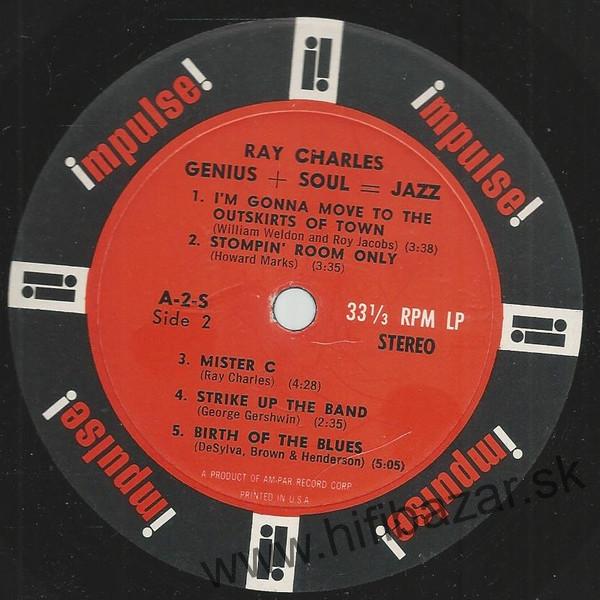 impulse!
impulse!
RAY CHARLES
GENIUS + SOUL = JAZZ
1. I'M GONNA MOVE TO THE
OUTSKIRTS OF TOWN
(William Weldon and Roy Jacobs) (3:38)
2. STOMPIN' ROOM ONLY
(Howard Marks) (3:35)
A-2-S
Side 2
33⅓ RPM LP
STEREO
3. MISTER C
(Ray Charles) (4:28)
4. STRIKE UP THE BAND
(George Gershwin) (2:35)
5. BIRTH OF THE BLUES
(DeSylva, Brown & Henderson) (5:05)
A PRODUCT OF AM-PAR RECORD CORP.
PRINTED IN U.S.A.
impulse!
impulse!
www.hifibazar.sk